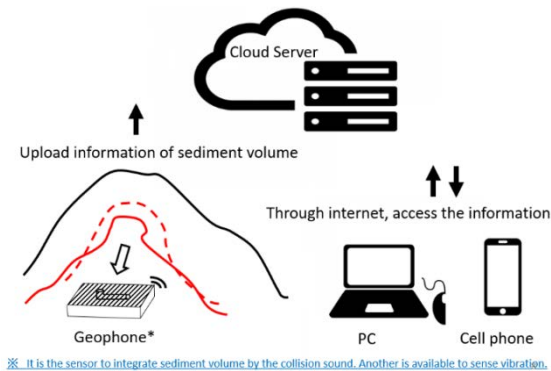 Cloud Server
Upload information of sediment volume
Through internet, access the information
Geophone*
PC
Cell phone
※ It is the sensor to integrate sediment volume by the collision sound. Another is available to sense vibration.